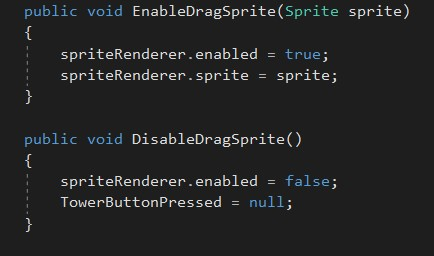 public void EnableDragSprite(Sprite sprite)
{
    spriteRenderer.enabled = true;
    spriteRenderer.sprite = sprite;
}

public void DisableDragSprite()
{
    spriteRenderer.enabled = false;
    TowerButtonPressed = null;
}